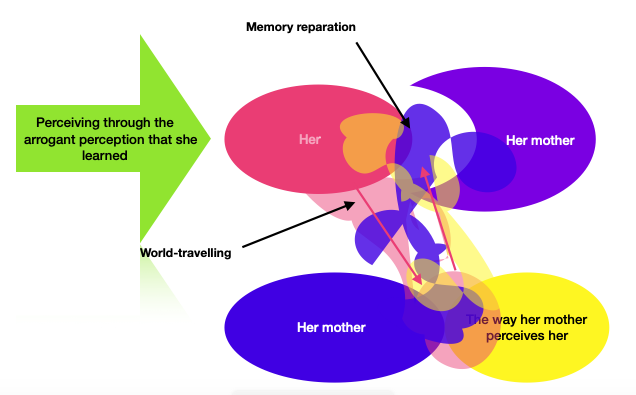 Memory reparation
Perceiving through the
arrogant perception that she
learned
Her
Her mother
World-travelling
Her mother
The way her mother
perceives her